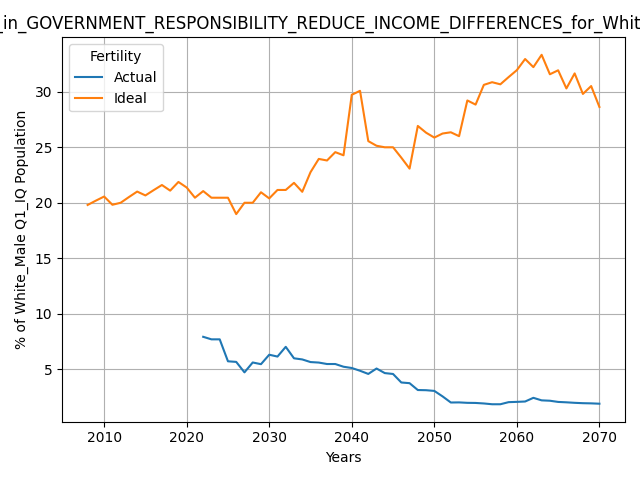 _in_GOVERNMENT_RESPONSIBILITY_REDUCE_INCOME_DIFFERENCES_for_Whit
Fertility
Actual
Ideal
% of White_Male Q1_IQ Population
30
25
20
15
10
5
2010 2020 2030 2040 2050 2060 2070
Years